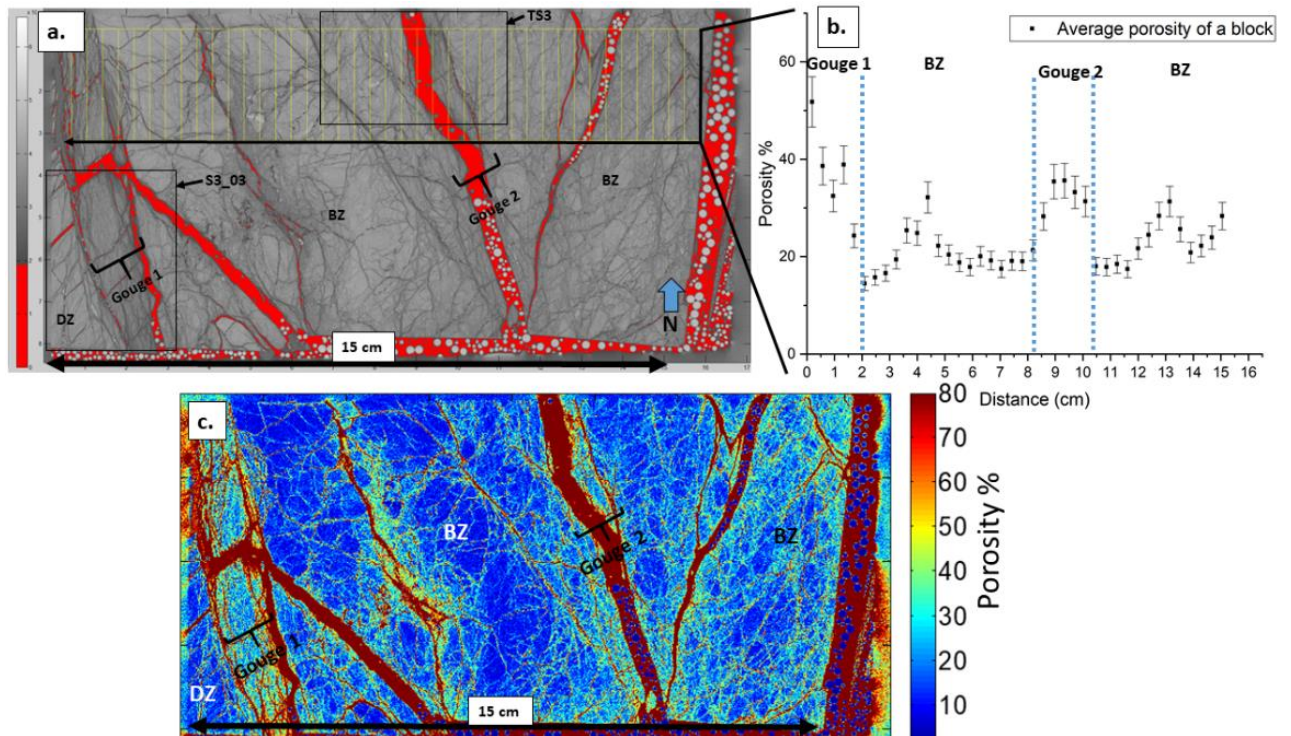 a.
TS3
S3_03
Gouge 1
Gouge 2
BZ
BZ
DZ
N
15 cm
b.
Average porosity of a block
Gouge 1
BZ
Gouge 2
BZ
Porosity %
60
40
20
0
0 1 2 3 4 5 6 7 8 9 10 11 12 13 14 15 16
Distance (cm)
c.
BZ
BZ
Gouge 1
Gouge 2
DZ
15 cm
80
70
60
50
40
30
20
10
Porosity %